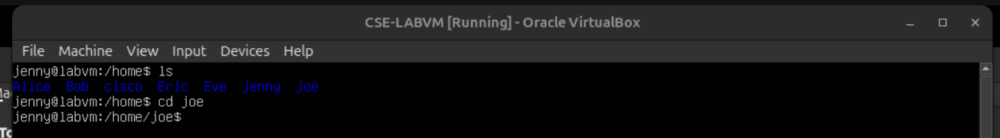 CSE-LABVM [Running] - Oracle VirtualBox
File Machine View Input Devices Help
jenny@labvm:/home$ ls
Alice Bob cisco Eric Eve jenny joe
jenny@labvm:/home$ cd joe
jenny@labvm:/home/joe$